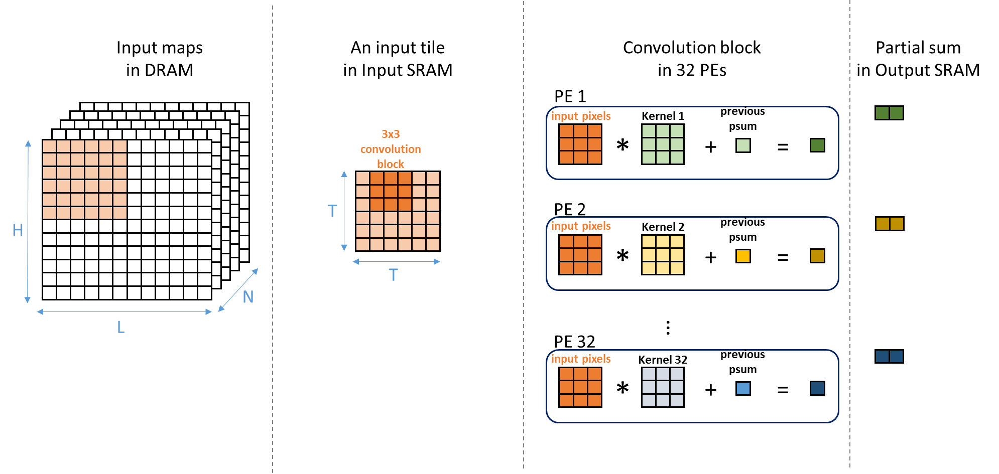 Input maps
in DRAM
H
L
N
An input tile
in Input SRAM
3x3
convolution
block
T
T
Convolution block
in 32 PEs
PE 1
input pixels
Kernel 1
previous
psum
*
+
=
PE 2
input pixels
Kernel 2
previous
psum
*
+
=
⋮
PE 32
input pixels
Kernel 32
previous
psum
*
+
=
Partial sum
in Output SRAM